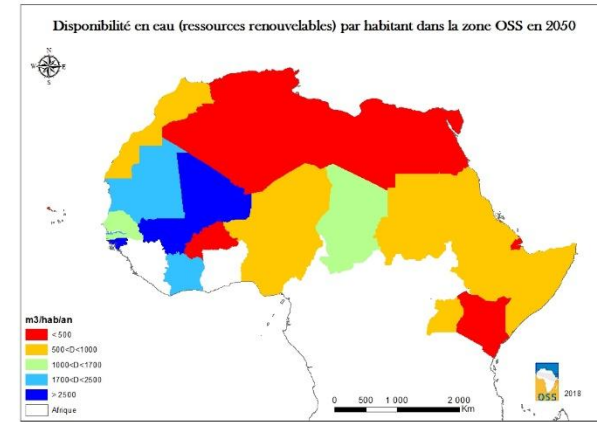 Disponibilité en eau (ressources renouvelables) par habitant dans la zone OSS en 2050
N
W E
S
m3/hab/an
< 500
500<D<1000
1000<D<1700
1700<D<2500
> 2500
Afrique
0 500 1 000 2 000
Km
OSS
2018